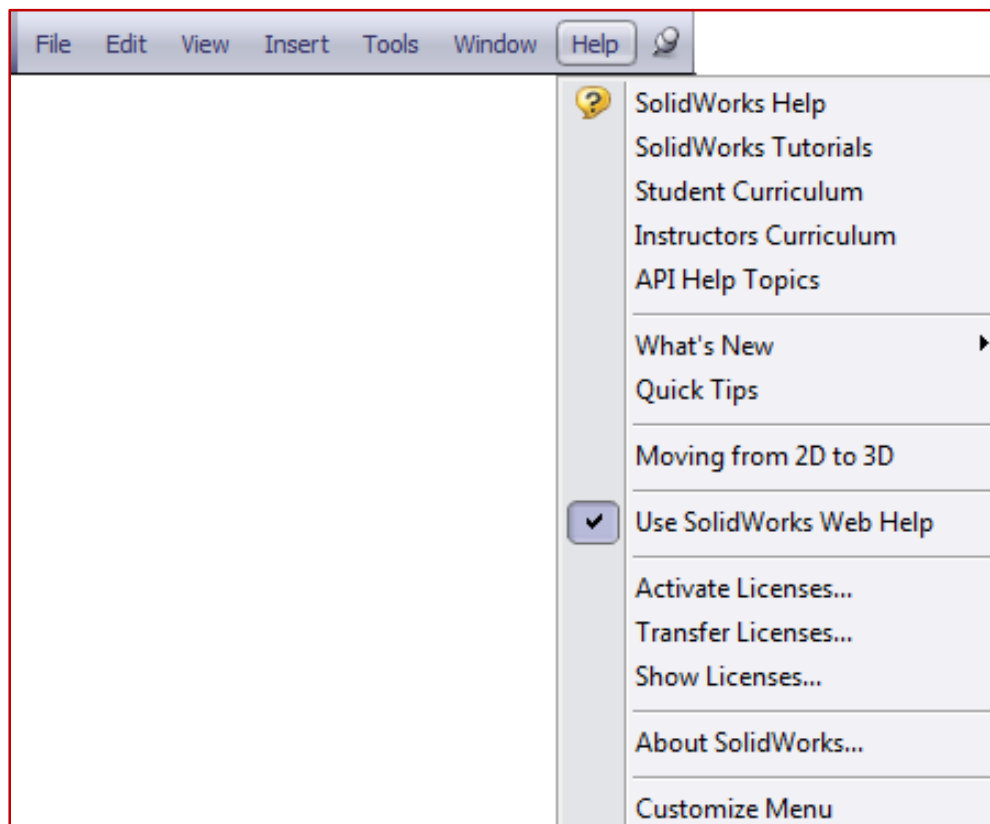 File Edit View Insert Tools Window Help
SolidWorks Help
SolidWorks Tutorials
Student Curriculum
Instructors Curriculum
API Help Topics
What's New
Quick Tips
Moving from 2D to 3D
Use SolidWorks Web Help
Activate Licenses...
Transfer Licenses...
Show Licenses...
About SolidWorks...
Customize Menu